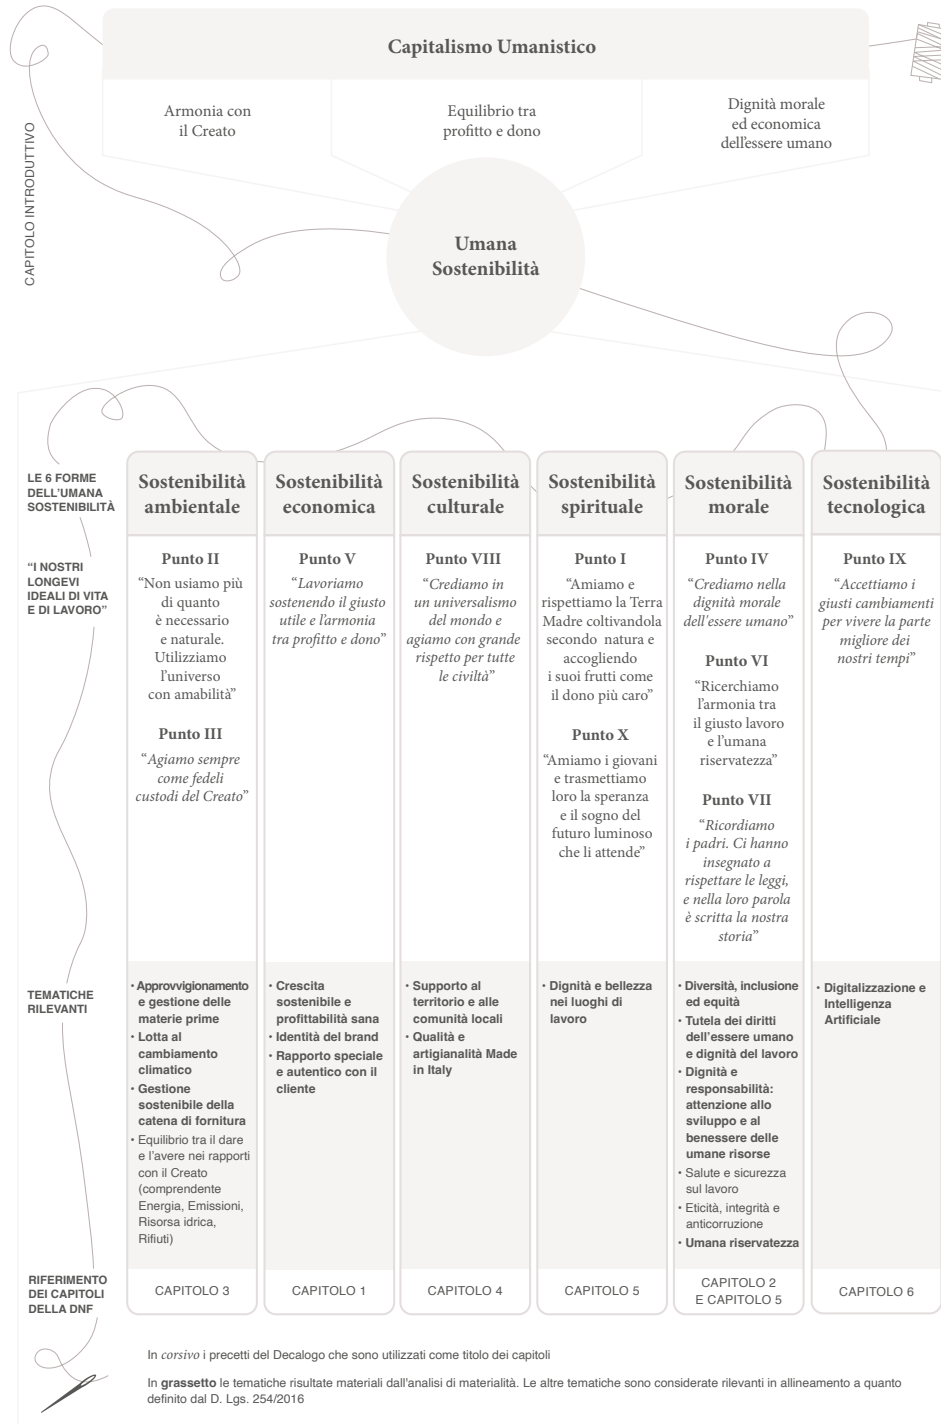 Capitalismo Umanistico
Armonia con
il Creato
Equilibrio tra
profitto e dono
Dignità morale
ed economica
dell'essere umano
CAPITOLO INTRODUTTIVO
Umana
Sostenibilità
LE 6 FORME
DELL'UMANA
SOSTENIBILITÀ
Sostenibilità
ambientale
Sostenibilità
economica
Sostenibilità
culturale
Sostenibilità
spirituale
Sostenibilità
morale
Sostenibilità
tecnologica
“I NOSTRI
LONGEVI
IDEALI DI VITA
E DI LAVORO”
Punto II
“Non usiamo più
di quanto
è necessario
e naturale.
Utilizziamo
l'universo
con amabilità”
Punto III
“Agiamo sempre
come fedeli
custodi del Creato”
Punto V
“Lavoriamo
sostenendo il giusto
utile e l'armonia
tra profitto e dono”
Punto VIII
“Crediamo in
un universalismo
del mondo e
agiamo con grande
rispetto per tutte
le civiltà”
Punto I
“Amiamo e
rispettiamo la Terra
Madre coltivandola
secondo natura e
accogliendo
i suoi frutti come
il dono più caro”
Punto X
“Amiamo i giovani
e trasmettiamo
loro la speranza
e il sogno del
futuro luminoso
che li attende”
Punto IV
“Crediamo nella
dignità morale
dell'essere umano”
Punto VI
“Ricerchiamo
l'armonia tra
il giusto lavoro
e l'umana
riservatezza”
Punto VII
“Ricordiamo
i padri. Ci hanno
insegnato a
rispettare le leggi,
e nella loro parola
è scritta la nostra
storia”
Punto IX
“Accettiamo i
giusti cambiamenti
per vivere la parte
migliore dei
nostri tempi”
TEMATICHE
RILEVANTI
• Approvvigionamento
e gestione delle
materie prime
• Lotta al
cambiamento
climatico
• Gestione
sostenibile della
catena di fornitura
• Equilibrio tra il dare
e l'avere nei rapporti
con il Creato
(comprendente
Energia, Emissioni,
Risorsa idrica,
Rifiuti)
• Crescita
sostenibile e
profittabilità sana
• Identità del brand
• Rapporto speciale
e autentico con il
cliente
• Supporto al
territorio e alle
comunità locali
• Qualità e
artigianalità Made
in Italy
• Dignità e bellezza
nei luoghi di
lavoro
• Diversità, inclusione
ed equità
• Tutela dei diritti
dell'essere umano
e dignità del lavoro
• Dignità e
responsabilità:
attenzione allo
sviluppo e al
benessere delle
umane risorse
• Salute e sicurezza
sul lavoro
• Eticità, integrità e
anticorruzione
• Umana riservatezza
• Digitalizzazione e
Intelligenza
Artificiale
RIFERIMENTO
DEI CAPITOLI
DELLA DNF
CAPITOLO 3
CAPITOLO 1
CAPITOLO 4
CAPITOLO 5
CAPITOLO 2
E CAPITOLO 5
CAPITOLO 6
In corsivo i precetti del Decalogo che sono utilizzati come titolo dei capitoli
In grassetto le tematiche risultate materiali dall'analisi di materialità. Le altre tematiche sono considerate rilevanti in allineamento a quanto
definito dal D. Lgs. 254/2016